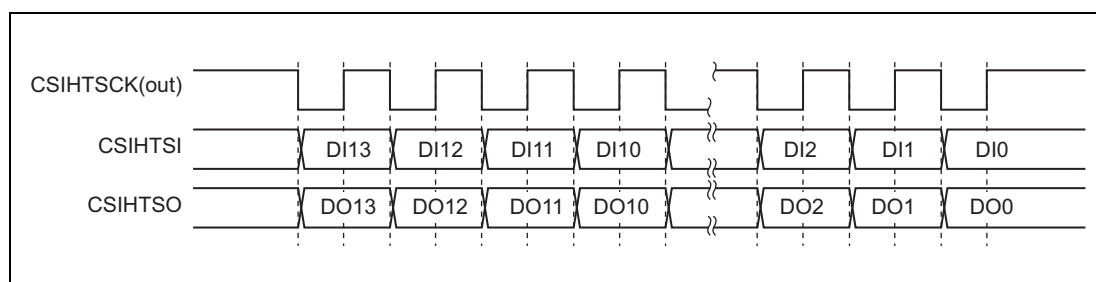 CSIHTSCK(out)
CSIHTSI DI13 DI12 DI11 DI10 DI2 DI1 DI0
CSIHTSO DO13 DO12 DO11 DO10 DO2 DO1 DO0